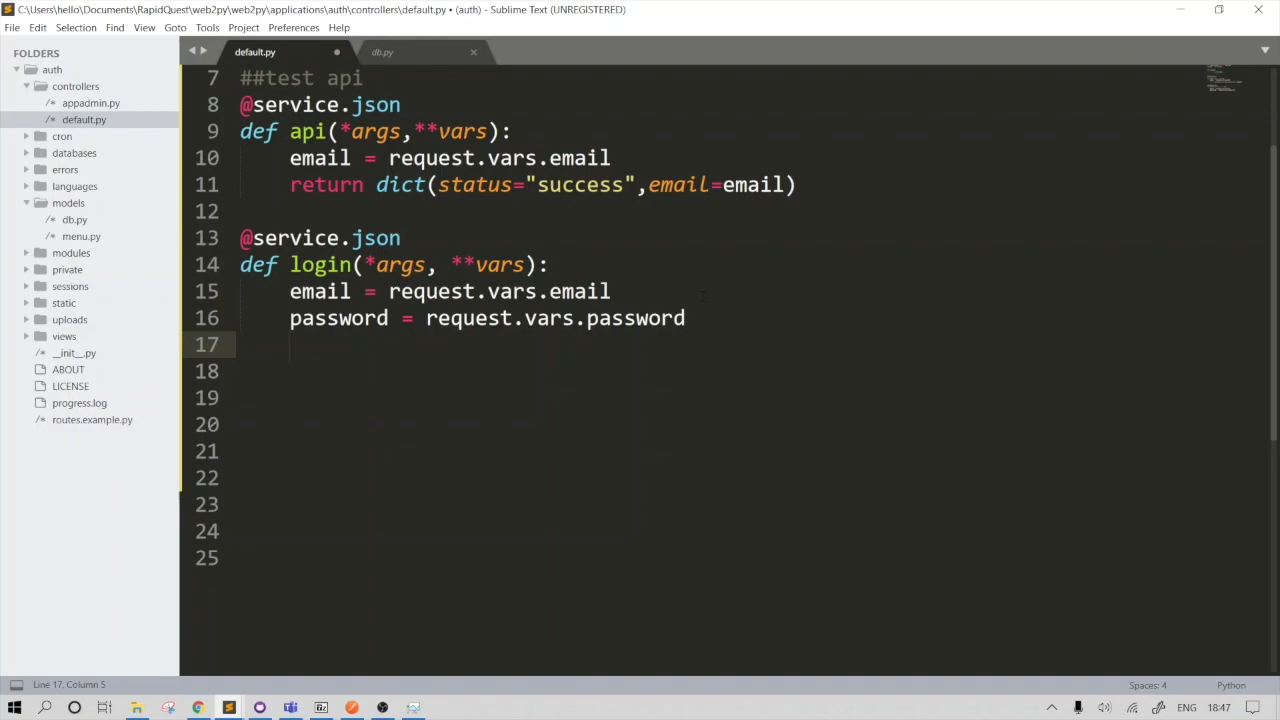 C:\Users\hello\Documents\RapidQuest\web2py\web2py\applications\auth\controllers\default.py • (auth) - Sublime Text (UNREGISTERED)
File Edit Selection Find View Goto Tools Project Preferences Help
FOLDERS
auth
controllers
/* appadmin.py
/* default.py
cron
databases
errors
languages
models
/* db.py
/* menu.py
modules
private
sessions
static
uploads
views
/* __init__.py
ABOUT
LICENSE
progress.log
/* routes.example.py
default.py db.py
7 ##test api
8 @service.json
9 def api(*args,**vars):
10 email = request.vars.email
11 return dict(status="success",email=email)
12
13 @service.json
14 def login(*args, **vars):
15 email = request.vars.email
16 password = request.vars.password
17
18
19
20
21
22
23
24
25
Line 17, Column 5 Spaces: 4 Python
ENG 18:47